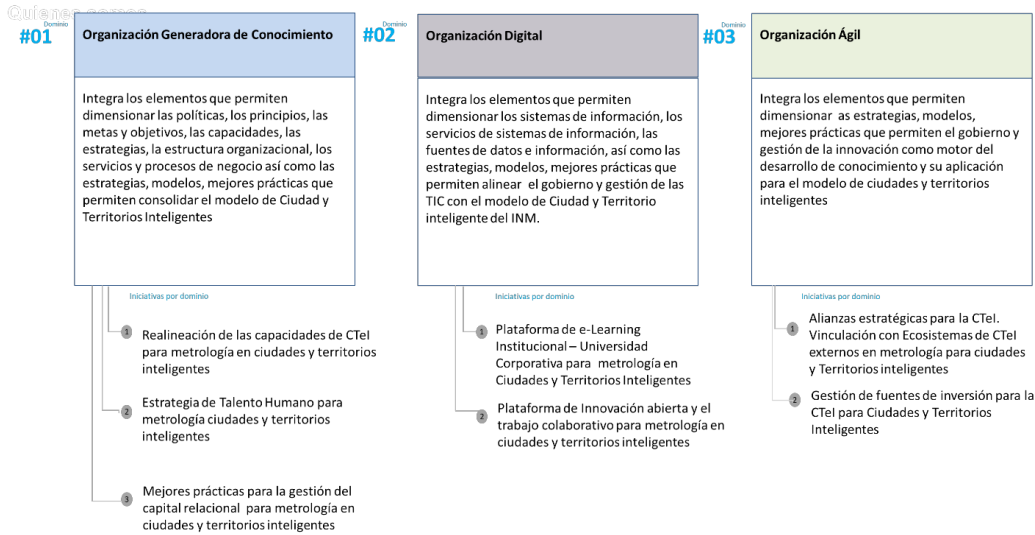 Quienes somos
Dominio
#01
Organización Generadora de Conocimiento
Integra los elementos que permiten
dimensionar las políticas, los principios, las
metas y objetivos, las capacidades, las
estrategias, la estructura organizacional, los
servicios y procesos de negocio así como las
estrategias, modelos, mejores prácticas que
permiten consolidar el modelo de Ciudad y
Territorios Inteligentes
Iniciativas por dominio
1
Realineación de las capacidades de CTeI
para metrología en ciudades y territorios
inteligentes
2
Estrategia de Talento Humano para
metrología ciudades y territorios
inteligentes
3
Mejores prácticas para la gestión del
capital relacional para metrología en
ciudades y territorios inteligentes
Dominio
#02
Organización Digital
Integra los elementos que permiten
dimensionar los sistemas de información, los
servicios de sistemas de información, las
fuentes de datos e información, así como las
estrategias, modelos, mejores prácticas que
permiten alinear el gobierno y gestión de las
TIC con el modelo de Ciudad y Territorio
inteligente del INM.
Iniciativas por dominio
1
Plataforma de e-Learning
Institucional – Universidad
Corporativa para metrología en
Ciudades y Territorios Inteligentes
2
Plataforma de Innovación abierta y el
trabajo colaborativo para metrología en
ciudades y territorios inteligentes
Dominio
#03
Organización Ágil
Integra los elementos que permiten
dimensionar as estrategias, modelos,
mejores prácticas que permiten el gobierno y
gestión de la innovación como motor del
desarrollo de conocimiento y su aplicación
para el modelo de ciudades y territorios
inteligentes
Iniciativas por dominio
1
Alianzas estratégicas para la CTeI.
Vinculación con Ecosistemas de CTeI
externos en metrología para ciudades
y Territorios inteligentes
2
Gestión de fuentes de inversión para la
CTeI para Ciudades y Territorios
Inteligentes